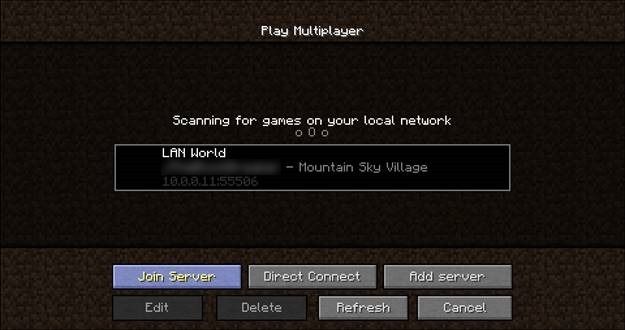 Play Multiplayer
Scanning for games on your local network
o O o
LAN World
– Mountain Sky Village
10.0.0.11:55506
Join Server Direct Connect Add server
Edit Delete Refresh Cancel